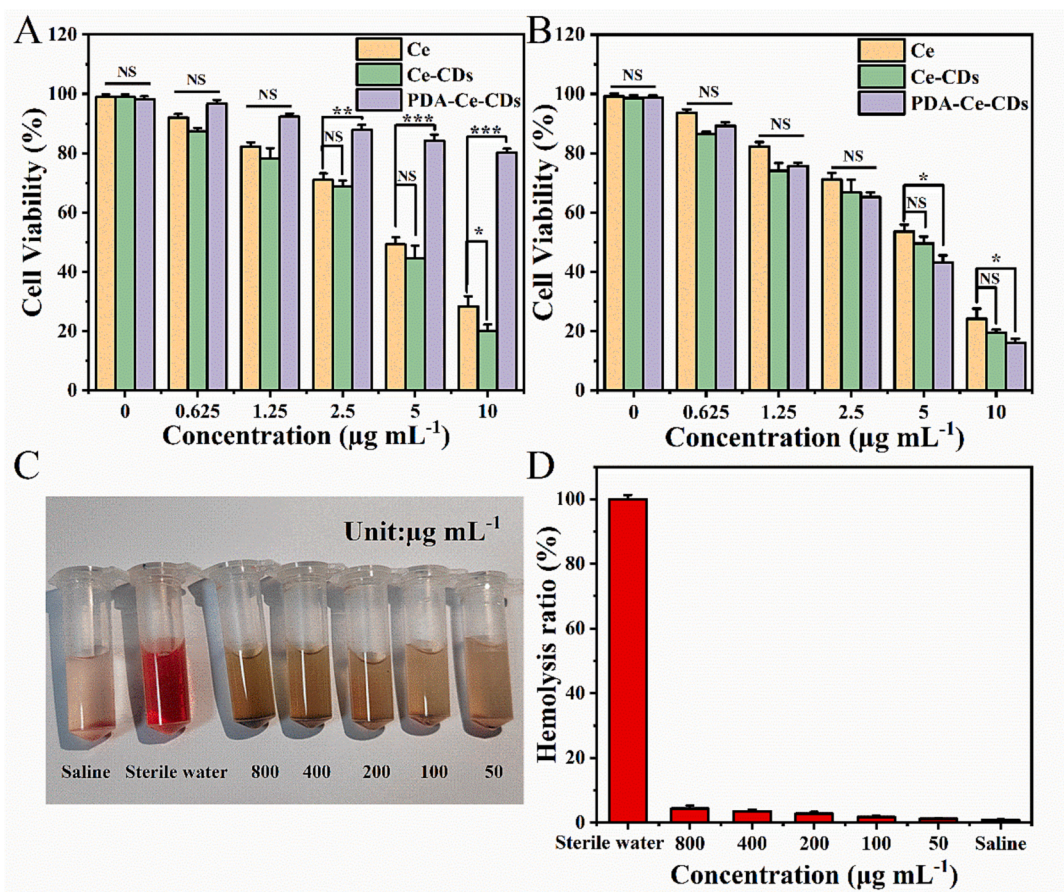 A
120
100
80
60
40
20
0
Cell Viability (%)
Ce
Ce-CDs
PDA-Ce-CDs
NS
NS
NS
**
NS
***
NS
***
*
0 0.625 1.25 2.5 5 10
Concentration (µg mL⁻¹)
B
120
100
80
60
40
20
0
Cell Viability (%)
Ce
Ce-CDs
PDA-Ce-CDs
NS
NS
NS
NS
*
NS
*
NS
0 0.625 1.25 2.5 5 10
Concentration (µg mL⁻¹)
C
Unit:µg mL⁻¹
Saline Sterile water 800 400 200 100 50
D
100
80
60
40
20
0
Hemolysis ratio (%)
Sterile water 800 400 200 100 50 Saline
Concentration (µg mL⁻¹)